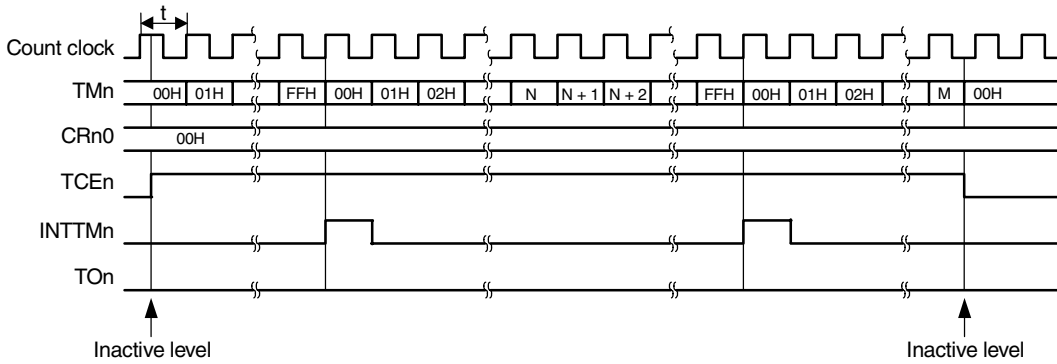 t
Count clock
TMn 00H 01H FFH 00H 01H 02H N N + 1 N + 2 FFH 00H 01H 02H M 00H
CRn0 00H
TCEn
INTTMn
TOn
Inactive level Inactive level